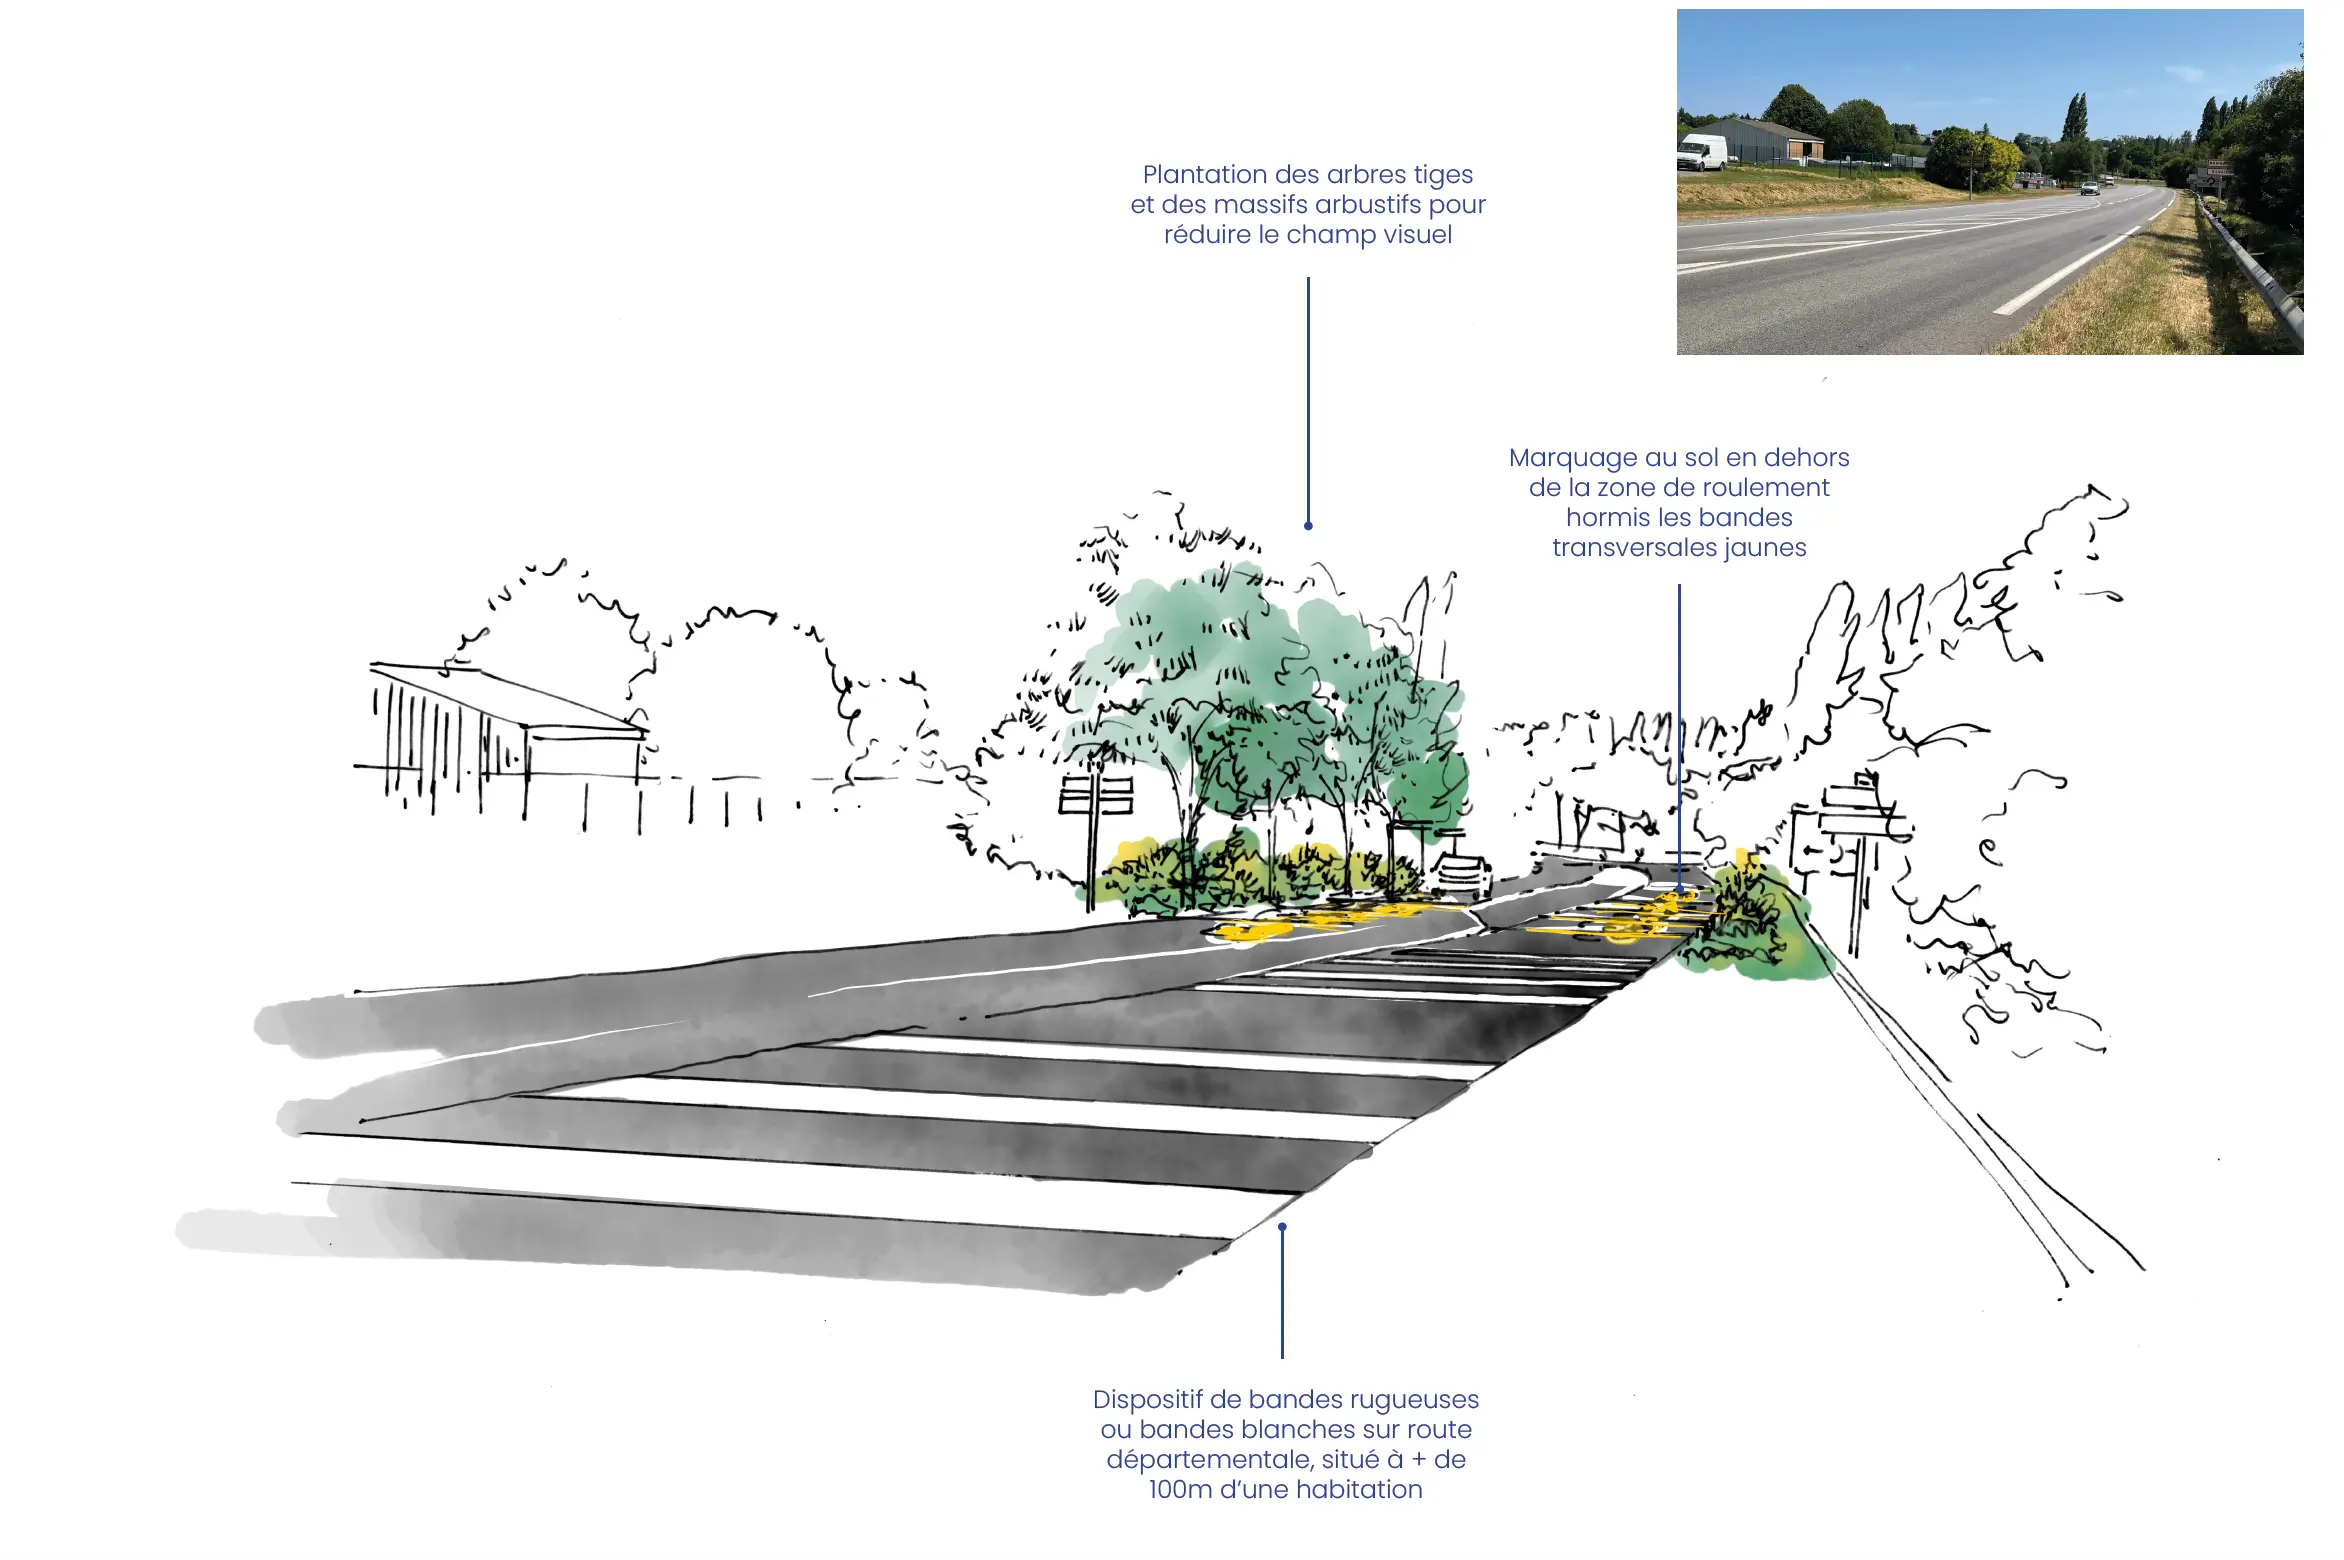 Plantation des arbres tiges
et des massifs arbustifs pour
réduire le champ visuel
Marquage au sol en dehors
de la zone de roulement
hormis les bandes
transversales jaunes
Dispositif de bandes rugueuses
ou bandes blanches sur route
départementale, situé à + de
100m d’une habitation